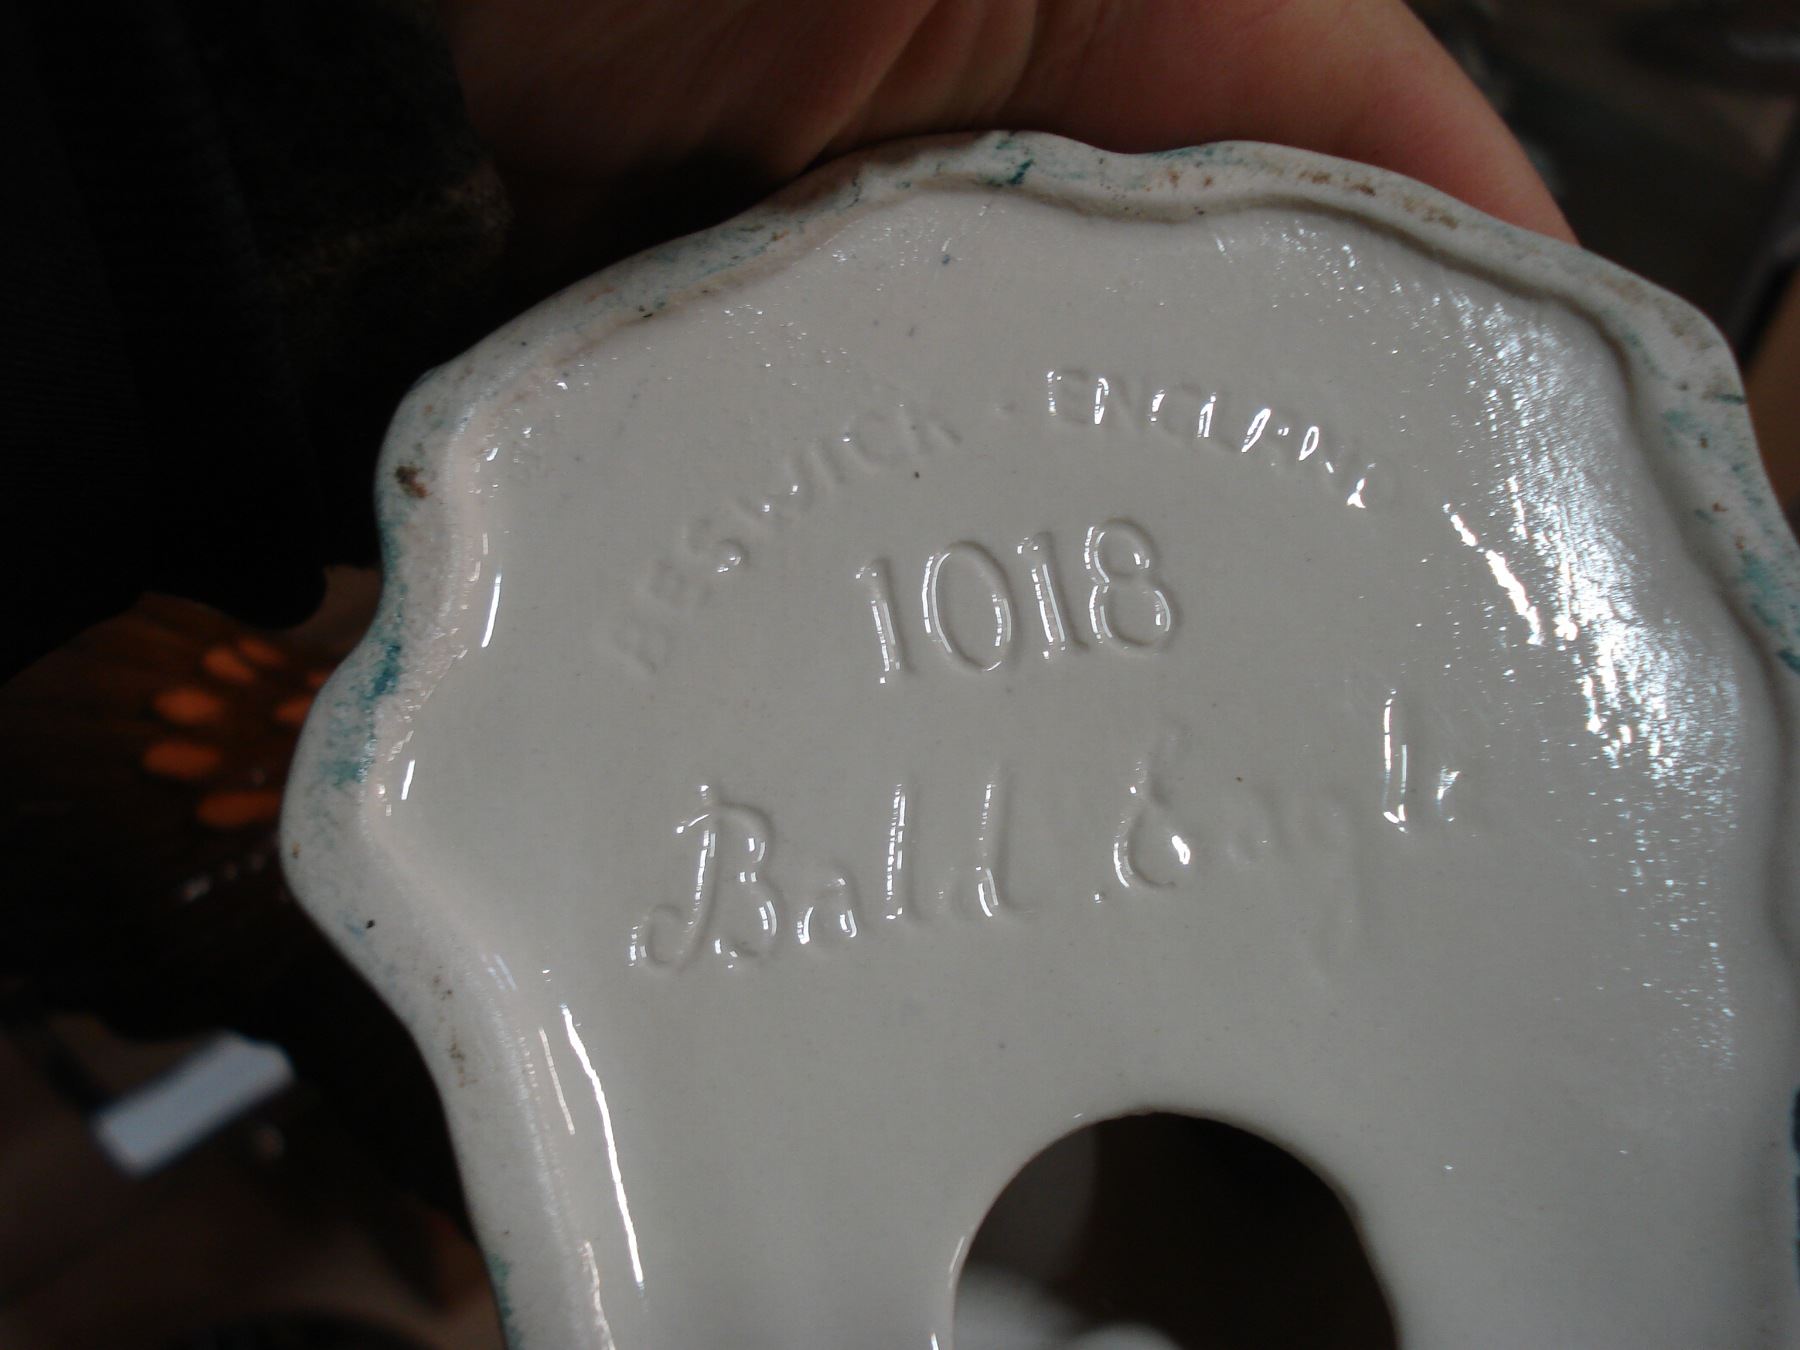 BESWICK · ENGLAND
1018
Bald Eagle